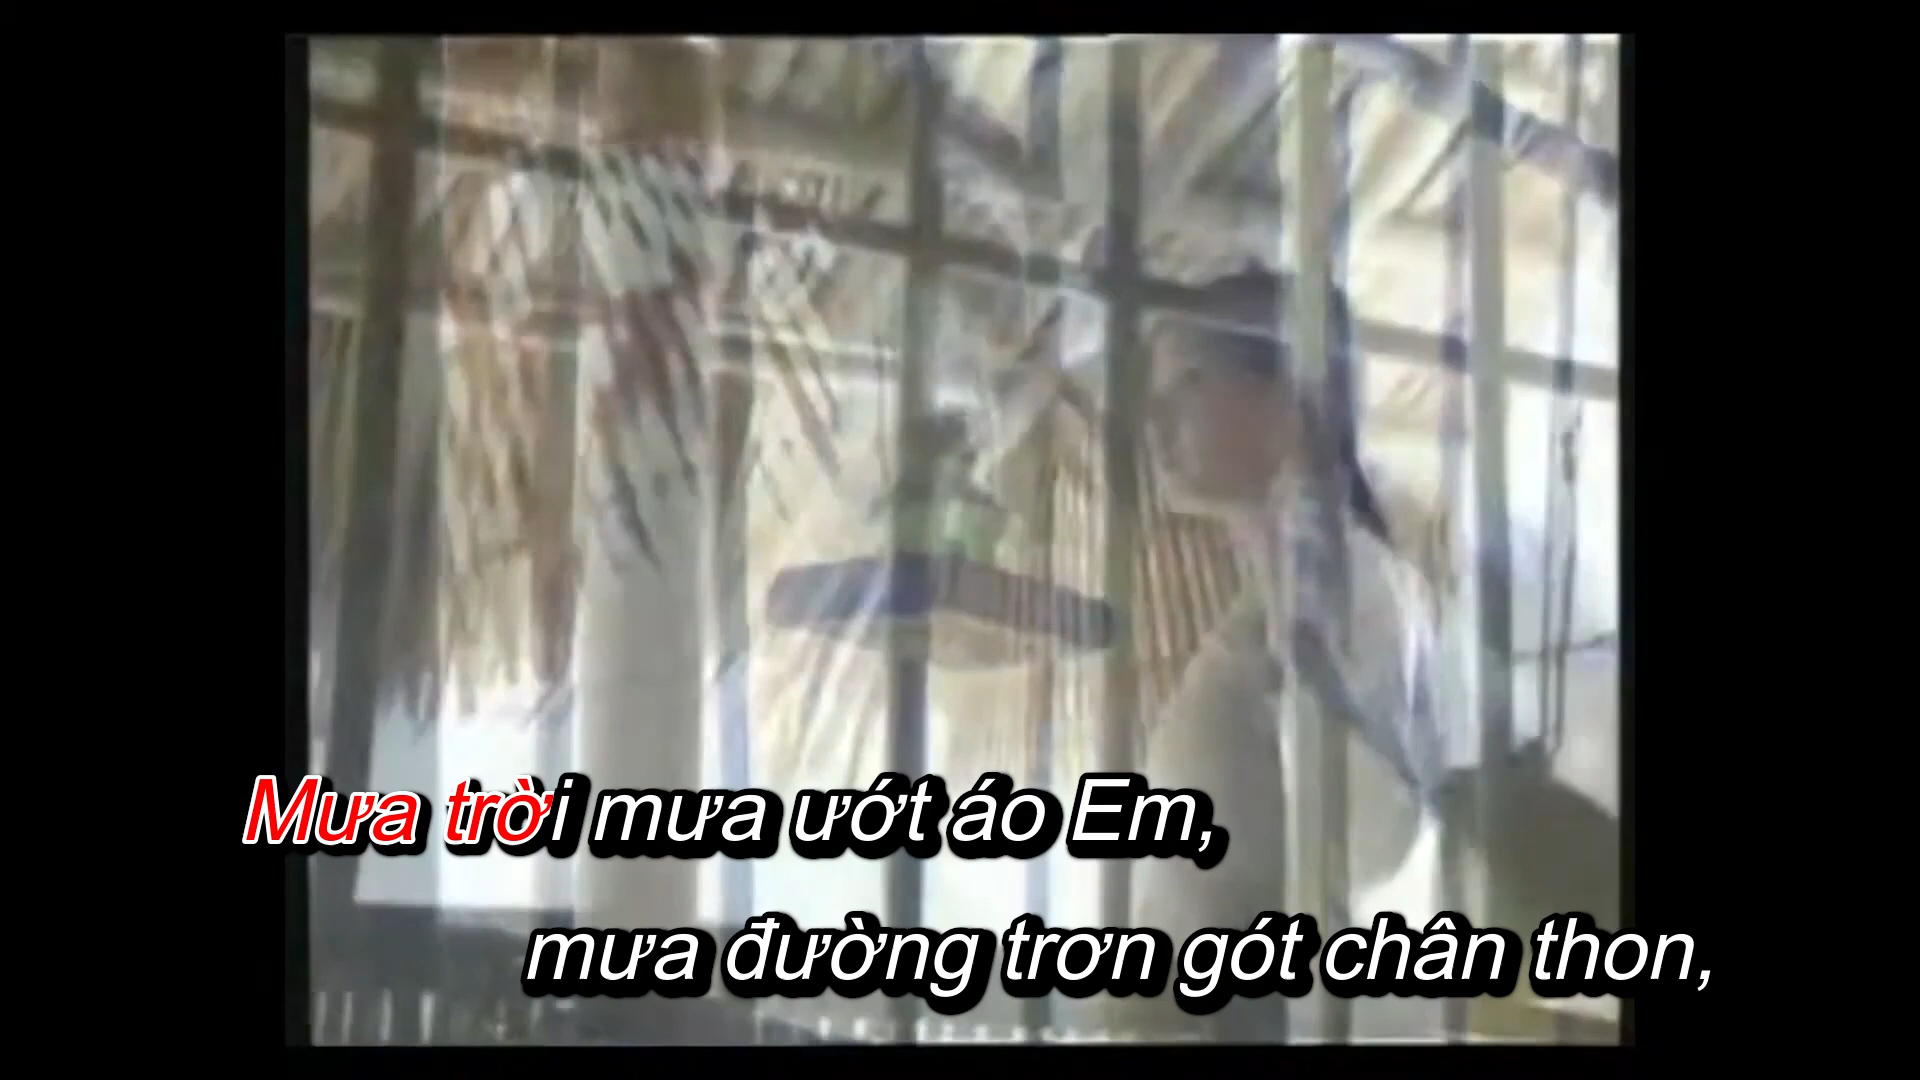 Mưa trời mưa ướt áo Em,
mưa đường trơn gót chân thon,